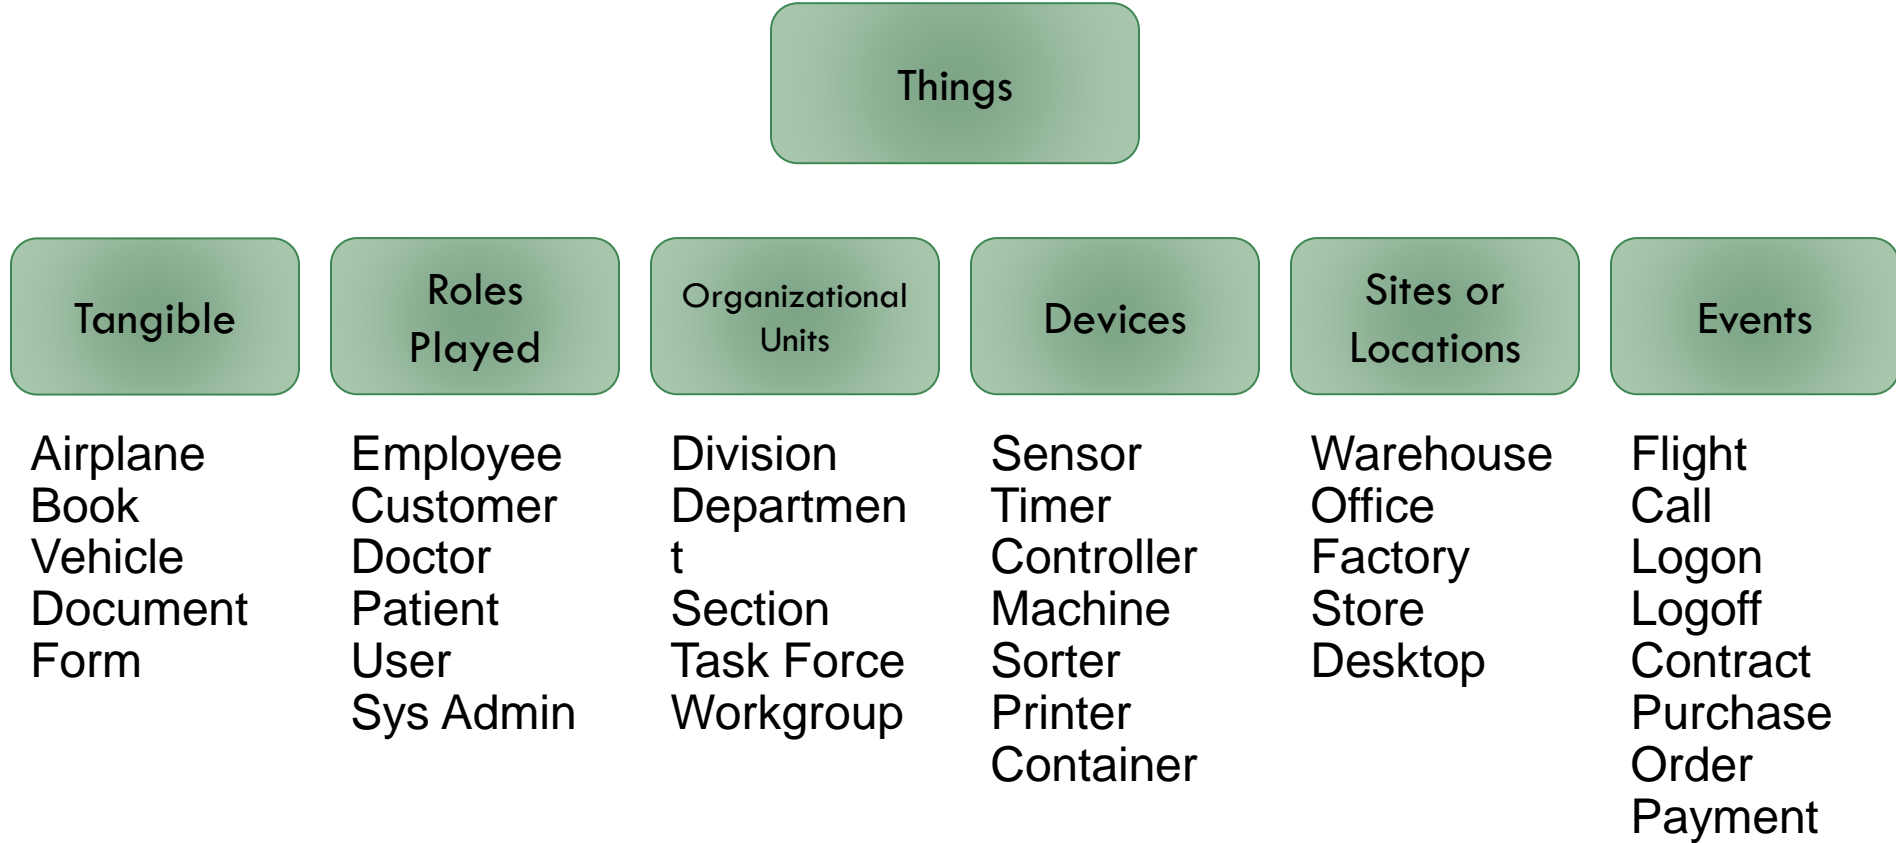 Things
Tangible
Roles
Played
Organizational
Units
Devices
Sites or
Locations
Events
Airplane
Book
Vehicle
Document
Form
Employee
Customer
Doctor
Patient
User
Sys Admin
Division
Departmen
t
Section
Task Force
Workgroup
Sensor
Timer
Controller
Machine
Sorter
Printer
Container
Warehouse
Office
Factory
Store
Desktop
Flight
Call
Logon
Logoff
Contract
Purchase
Order
Payment